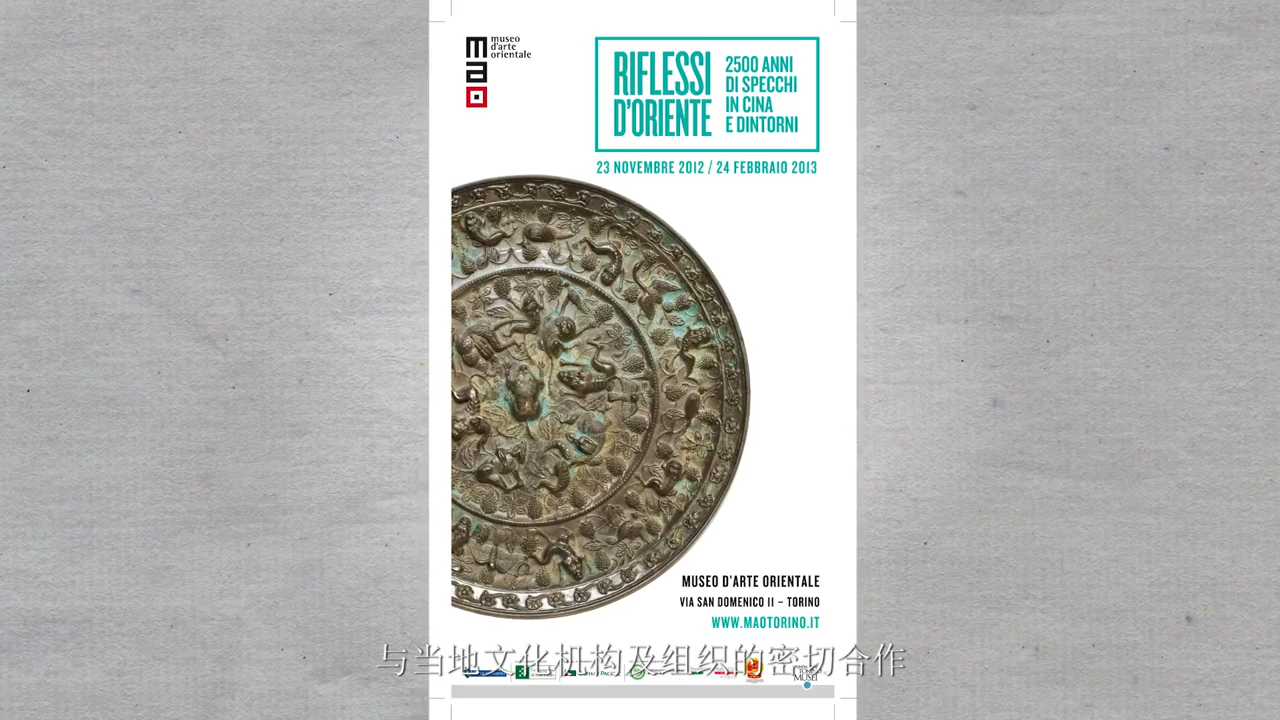 museo
d'arte
orientale
mao
RIFLESSI
D'ORIENTE
2500 ANNI
DI SPECCHI
IN CINA
E DINTORNI
23 NOVEMBRE 2012 / 24 FEBBRAIO 2013
MUSEO D'ARTE ORIENTALE
VIA SAN DOMENICO 11 – TORINO
WWW.MAOTORINO.IT
与当地文化机构及组织的密切合作